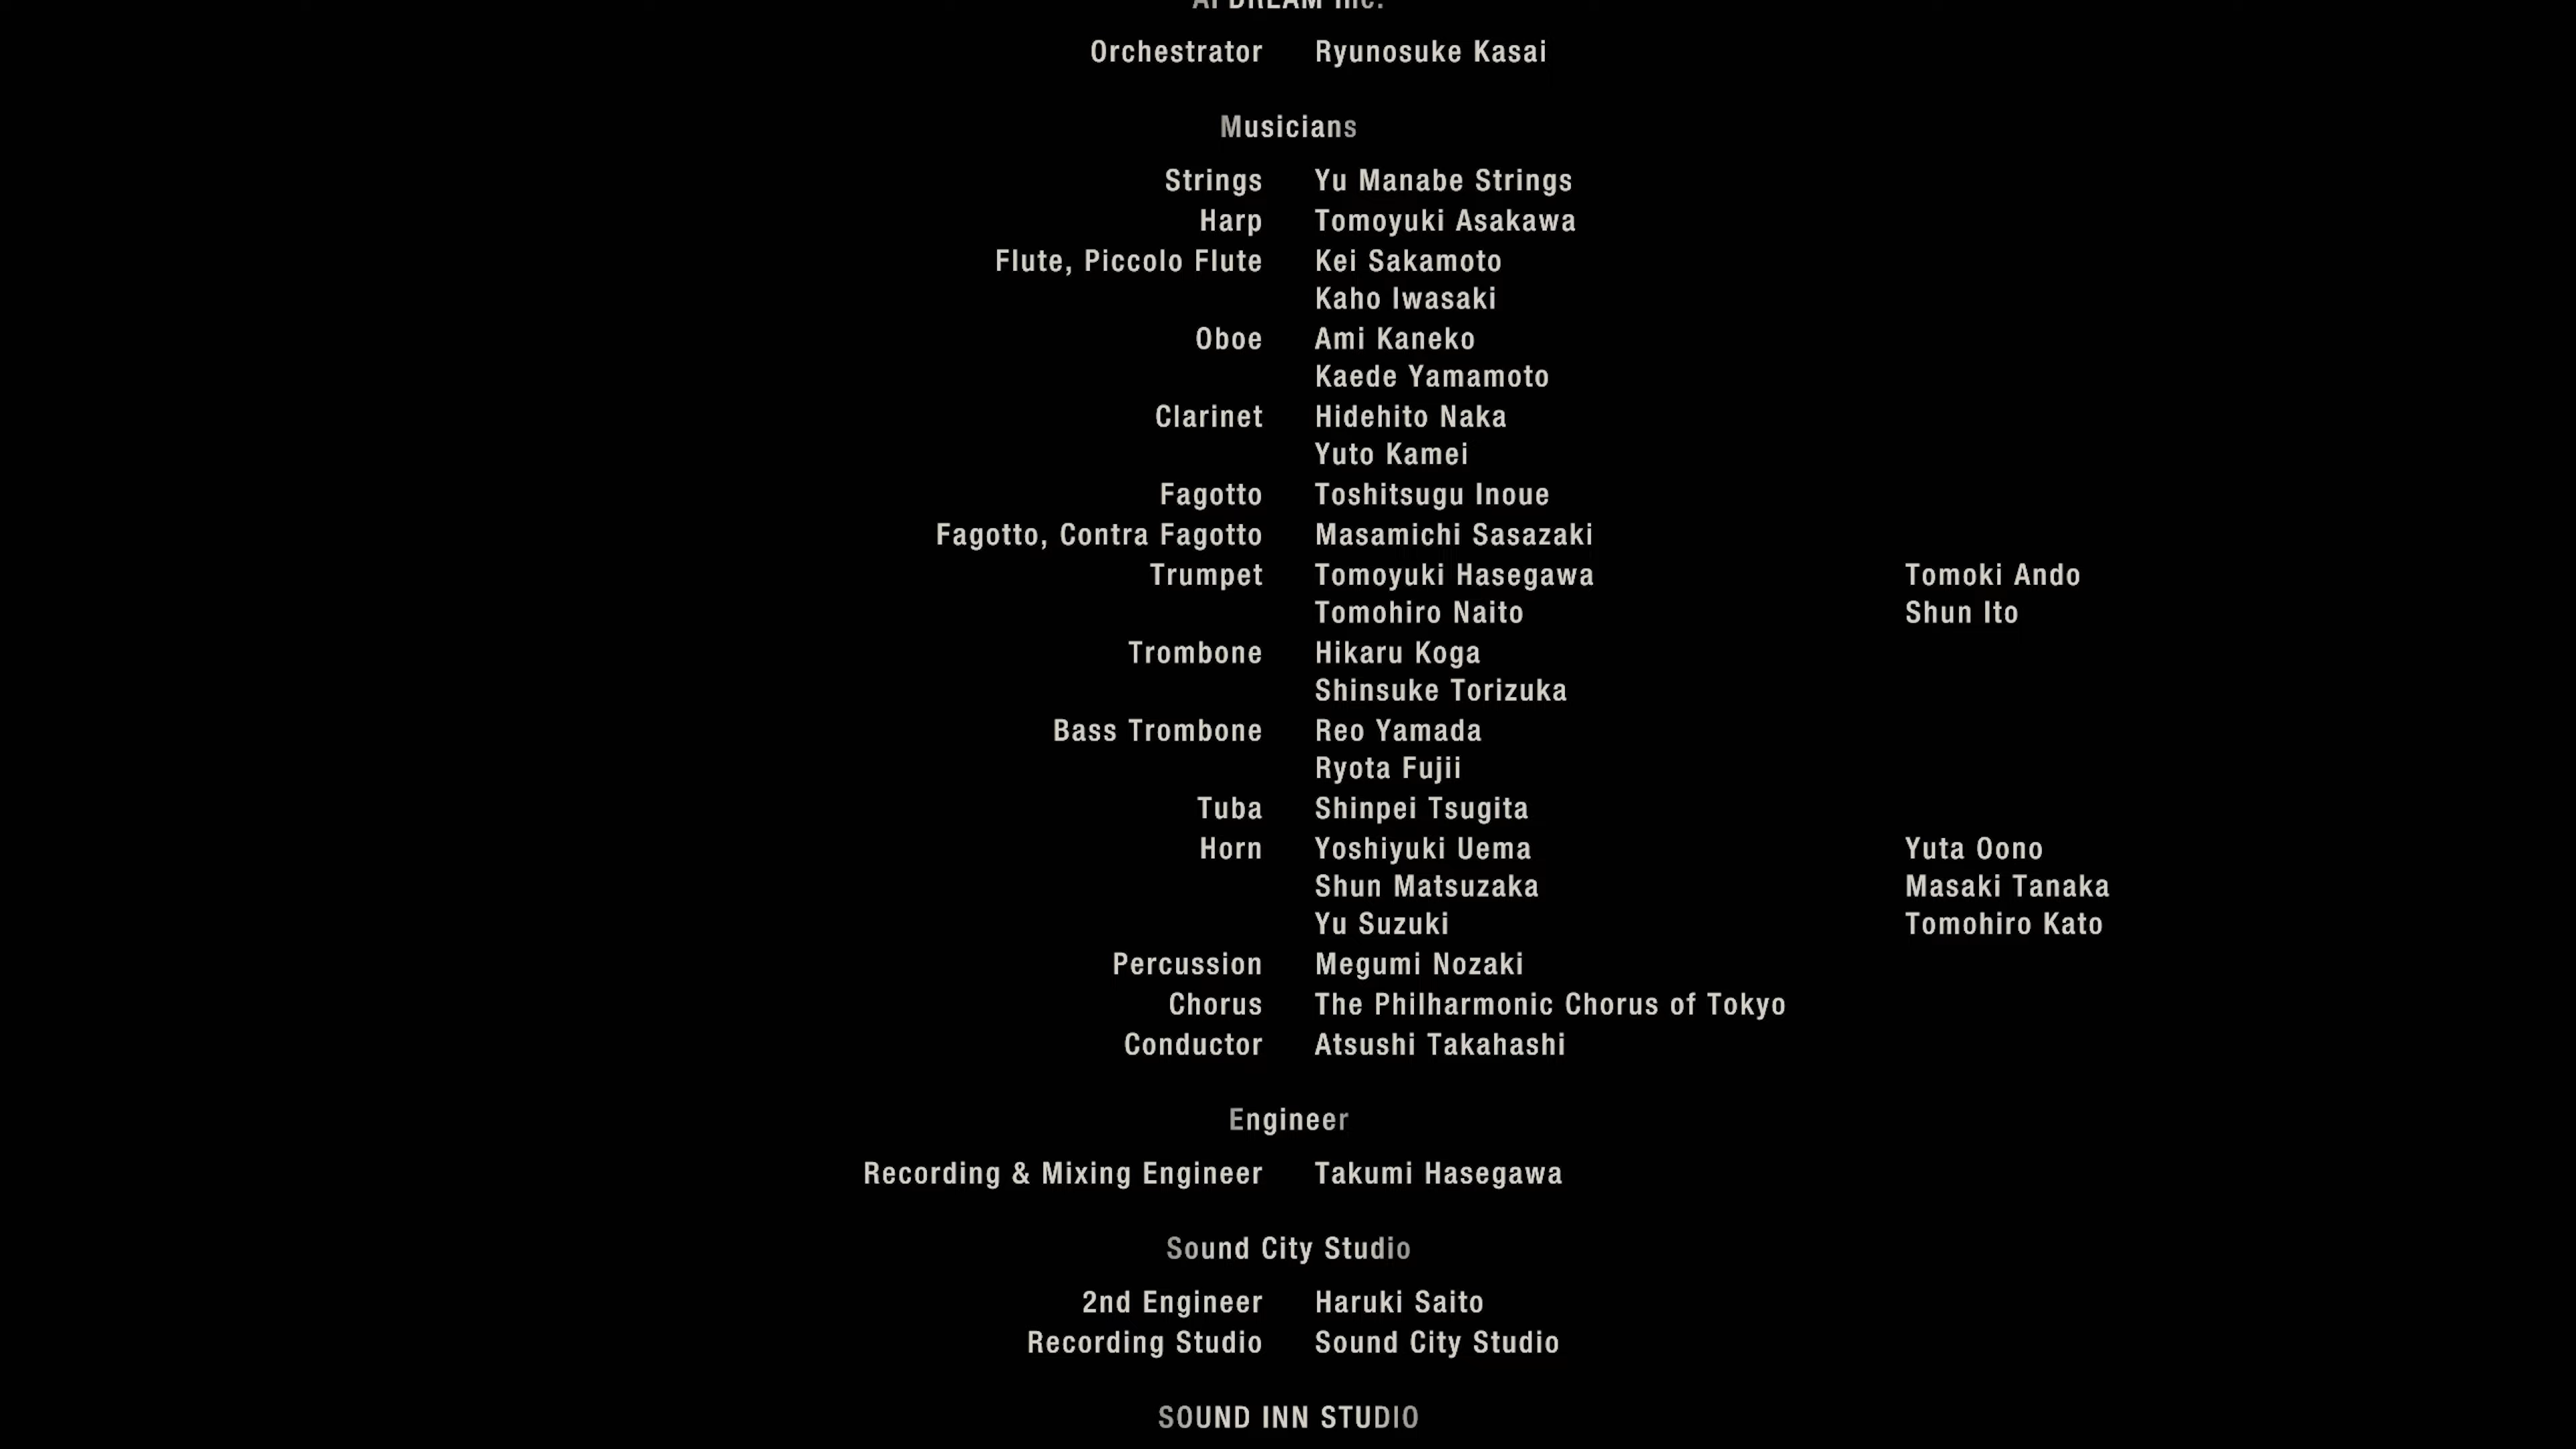 AI DREAM Inc.
Orchestrator Ryunosuke Kasai
Musicians
Strings Yu Manabe Strings
Harp Tomoyuki Asakawa
Flute, Piccolo Flute Kei Sakamoto
Kaho Iwasaki
Oboe Ami Kaneko
Kaede Yamamoto
Clarinet Hidehito Naka
Yuto Kamei
Fagotto Toshitsugu Inoue
Fagotto, Contra Fagotto Masamichi Sasazaki
Trumpet Tomoyuki Hasegawa Tomoki Ando
Tomohiro Naito Shun Ito
Trombone Hikaru Koga
Shinsuke Torizuka
Bass Trombone Reo Yamada
Ryota Fujii
Tuba Shinpei Tsugita
Horn Yoshiyuki Uema Yuta Oono
Shun Matsuzaka Masaki Tanaka
Yu Suzuki Tomohiro Kato
Percussion Megumi Nozaki
Chorus The Philharmonic Chorus of Tokyo
Conductor Atsushi Takahashi
Engineer
Recording & Mixing Engineer Takumi Hasegawa
Sound City Studio
2nd Engineer Haruki Saito
Recording Studio Sound City Studio
SOUND INN STUDIO